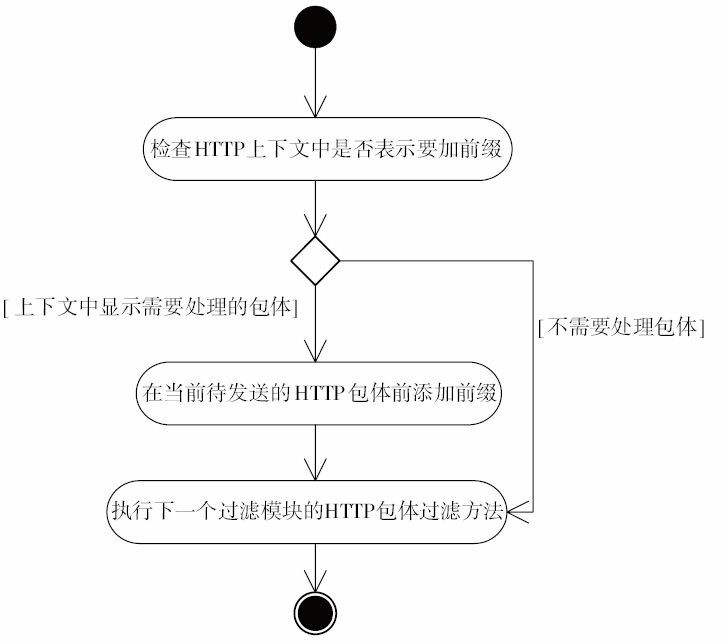 检查HTTP上下文中是否表示要加前缀
[上下文中显示需要处理的包体]
[不需要处理包体]
在当前待发送的HTTP包体前添加前缀
执行下一个过滤模块的HTTP包体过滤方法